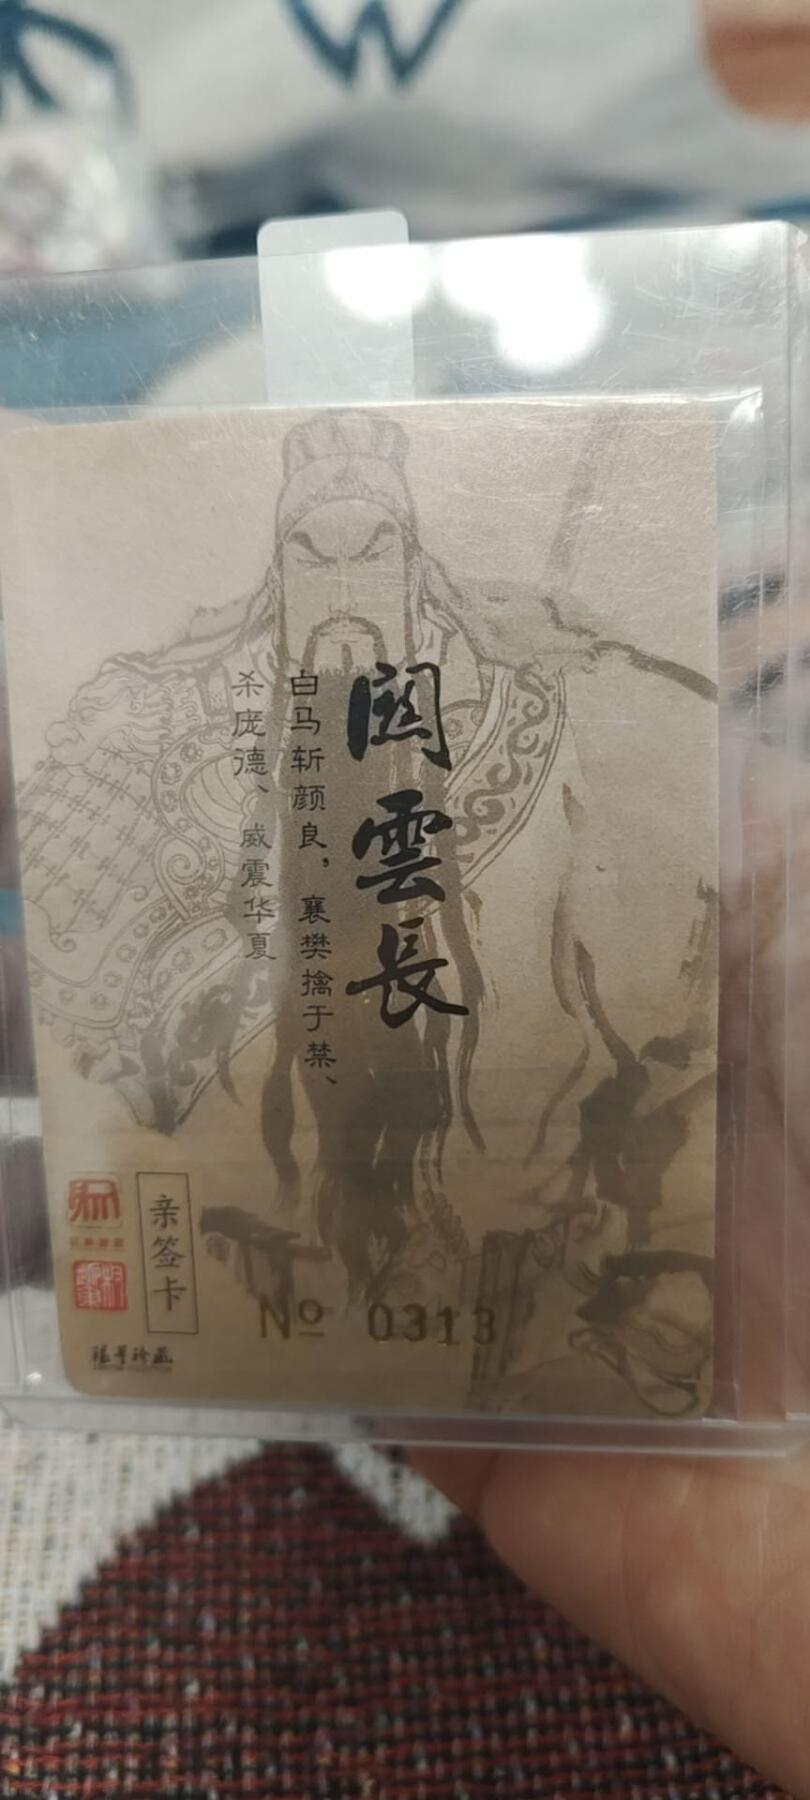 W
関雲長
白马斩颜良，襄樊擒于禁、
杀庞德、威震华夏
亲签卡
№ 0313